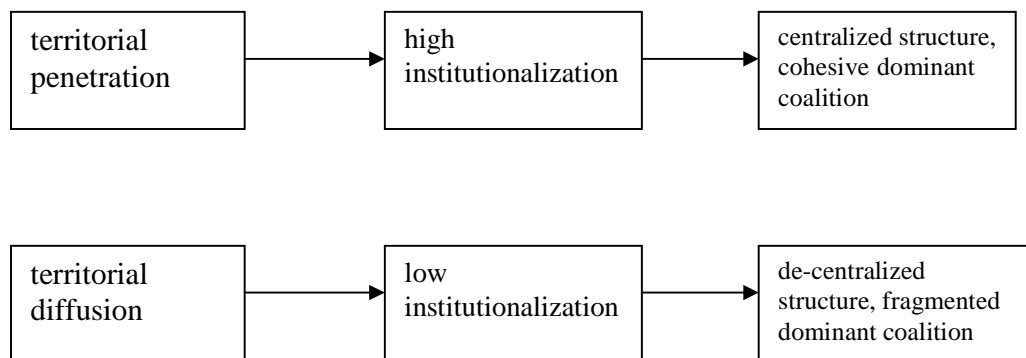 territorial
penetration
high
institutionalization
centralized structure,
cohesive dominant
coalition
territorial
diffusion
low
institutionalization
de-centralized
structure, fragmented
dominant coalition